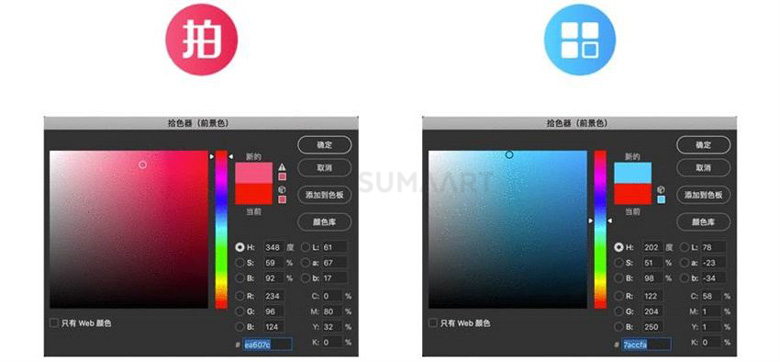 拍
拾色器（前景色）
新的
当前
确定
取消
添加到色板
颜色库
H: 348 度
S: 59 %
B: 92 %
R: 234
G: 96
B: 124
L: 61
a: 67
b: 17
C: 0 %
M: 80 %
Y: 32 %
K: 0 %
只有 Web 颜色
# ea607c
SUMAART
拾色器（前景色）
新的
当前
确定
取消
添加到色板
颜色库
H: 202 度
S: 51 %
B: 98 %
R: 122
G: 204
B: 250
L: 78
a: -23
b: -34
C: 58 %
M: 1 %
Y: 1 %
K: 0 %
只有 Web 颜色
# 7accfa